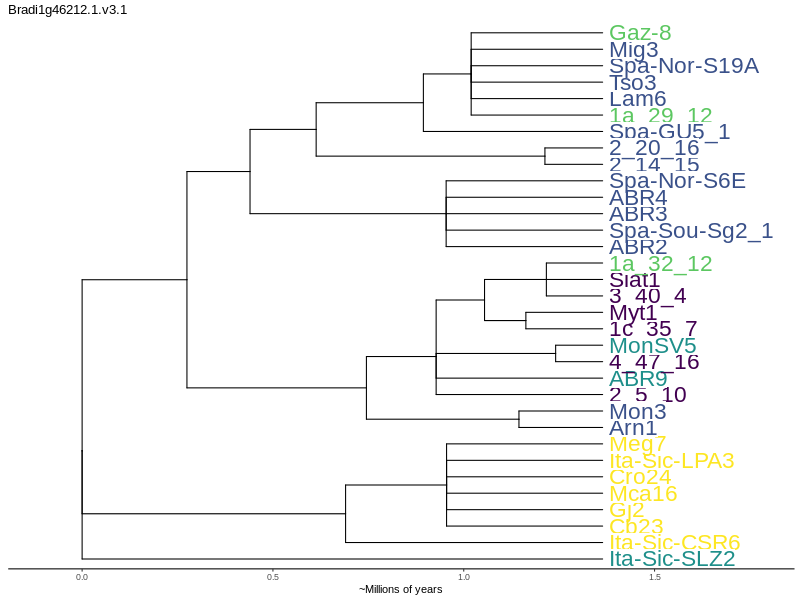 Bradi1g46212.1.v3.1
Gaz-8
Mig3
Spa-Nor-S19A
Tso3
Lam6
1a_29_12
Spa-GU5_1
2_20_16
2_14_15
Spa-Nor-S6E
ABR4
ABR3
Spa-Sou-Sg2_1
ABR2
1a_32_12
Siat1
3_40_4
Myt1
1c_35_7
MonSV5
4_47_16
ABR9
2_5_10
Mon3
Arn1
Meg7
Ita-Sic-LPA3
Cro24
Mca16
Gj2
Cb23
Ita-Sic-CSR6
Ita-Sic-SLZ2
0.0 0.5 1.0 1.5
~Millions of years